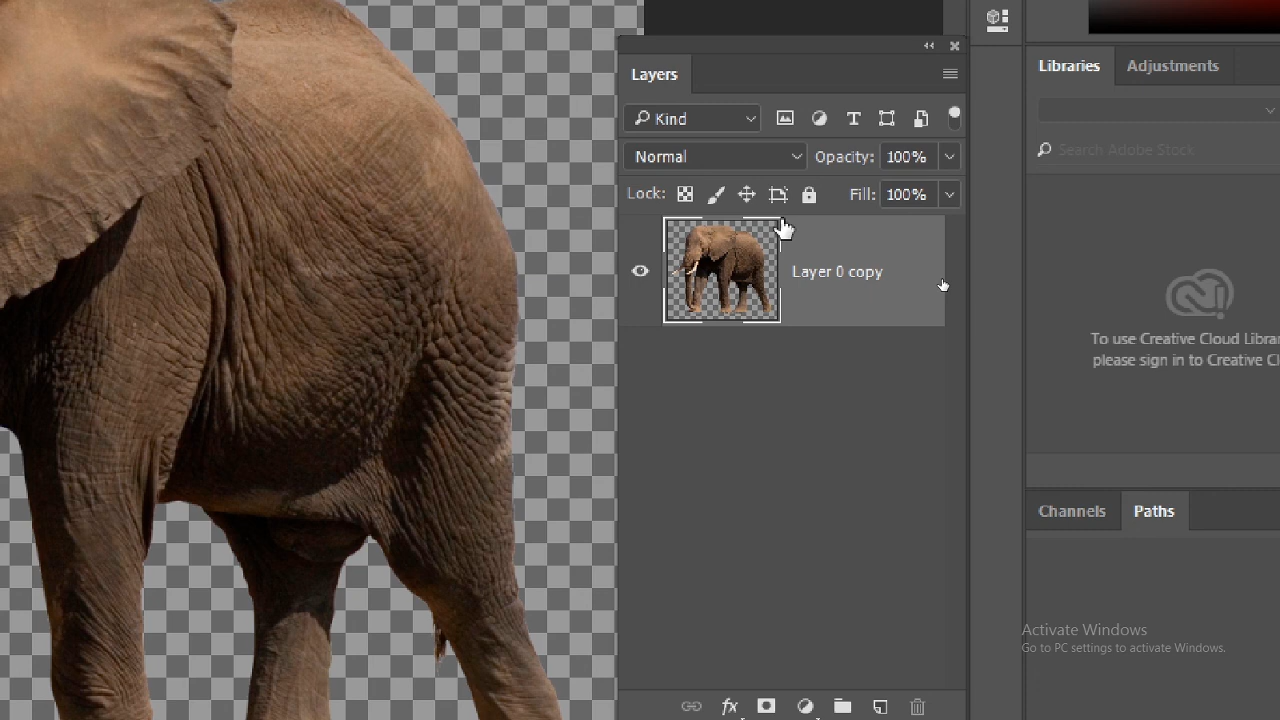 Layers
Kind
Normal
Opacity: 100%
Lock:
Fill: 100%
Layer 0 copy
Libraries
Adjustments
Search Adobe Stock
To use Creative Cloud Librar
please sign in to Creative Cl
Channels
Paths
Activate Windows
Go to PC settings to activate Windows.